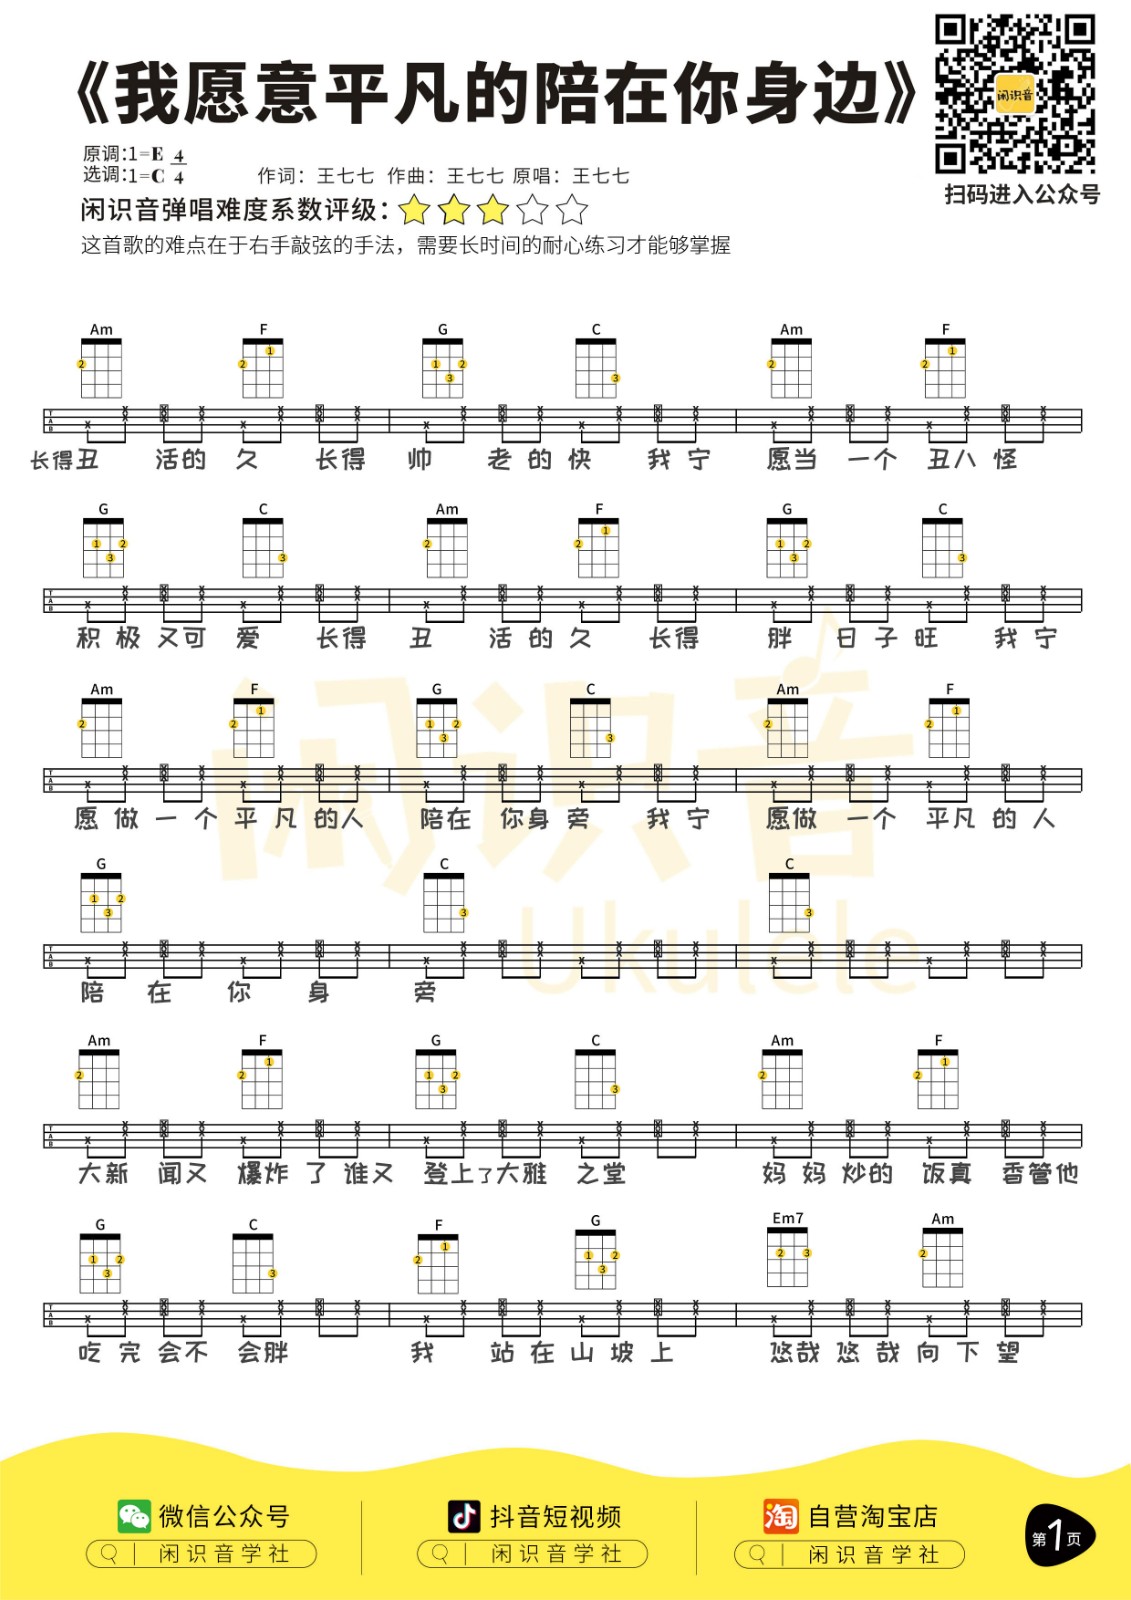 《我愿意平凡的陪在你身边》
闲识音
扫码进入公众号
原调:1=E 4
选调:1=C 4 作词：王七七 作曲：王七七 原唱：王七七
闲识音弹唱难度系数评级：
这首歌的难点在于右手敲弦的手法，需要长时间的耐心练习才能够掌握
Am F G C Am F
长得丑 活的 久 长得 帅 老的快 我宁 愿当 一个 丑八怪
G C Am F G C
积极又可 爱 长得 丑 活的久 长得 胖 日子旺 我宁
Am F G C Am F
愿做一个平凡的人 陪在 你身旁 我宁 愿做 一个 平凡的人
G C C
陪在你身旁
Am F G C Am F
大新 闻又 爆炸了谁又 登上了大雅 之堂 妈妈炒的 饭真 香管他
G C F G Em7 Am
吃完会不 会胖 我 站在山坡上 悠哉悠哉向下望
闲识音
Ukulele
微信公众号 抖音短视频 自营淘宝店
闲识音学社 闲识音学社 闲识音学社
第1页